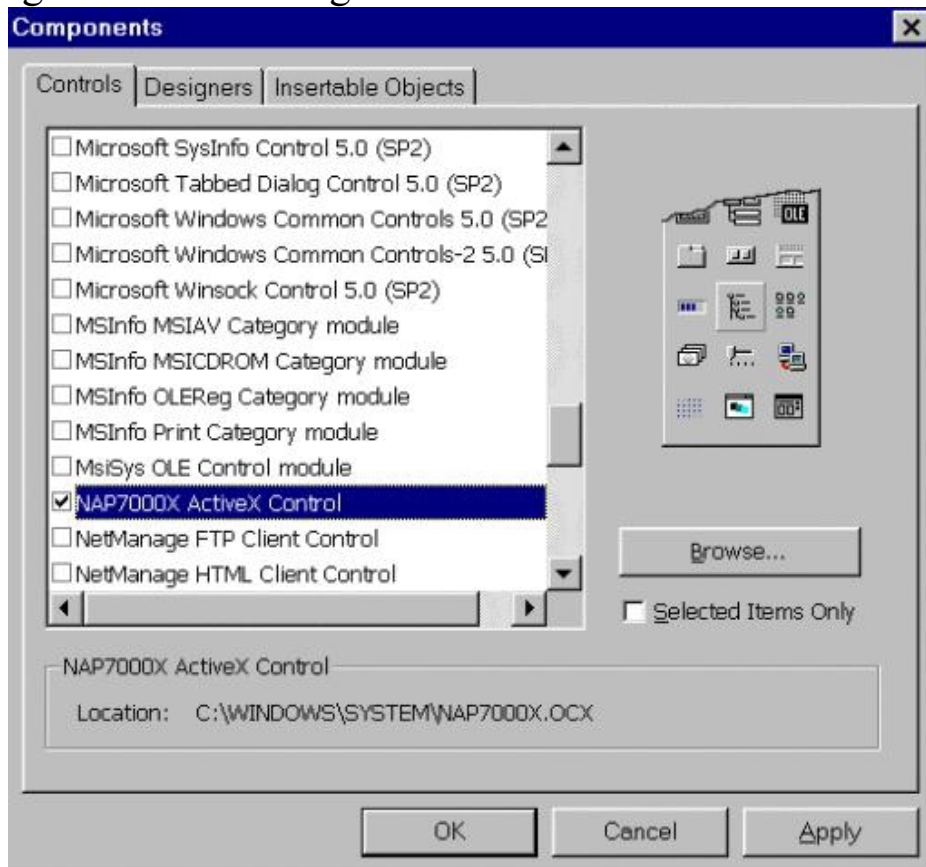 Components
Controls Designers Insertable Objects
Microsoft SysInfo Control 5.0 (SP2)
Microsoft Tabbed Dialog Control 5.0 (SP2)
Microsoft Windows Common Controls 5.0 (SP2
Microsoft Windows Common Controls-2 5.0 (S
Microsoft Winsock Control 5.0 (SP2)
MSInfo MSIAV Category module
MSInfo MSICDROM Category module
MSInfo OLEReg Category module
MSInfo Print Category module
MsiSys OLE Control module
NAP7000X ActiveX Control
NetManage FTP Client Control
NetManage HTML Client Control
OLE
Browse...
Selected Items Only
NAP7000X ActiveX Control
Location: C:\WINDOWS\SYSTEM\NAP7000X.OCX
OK Cancel Apply